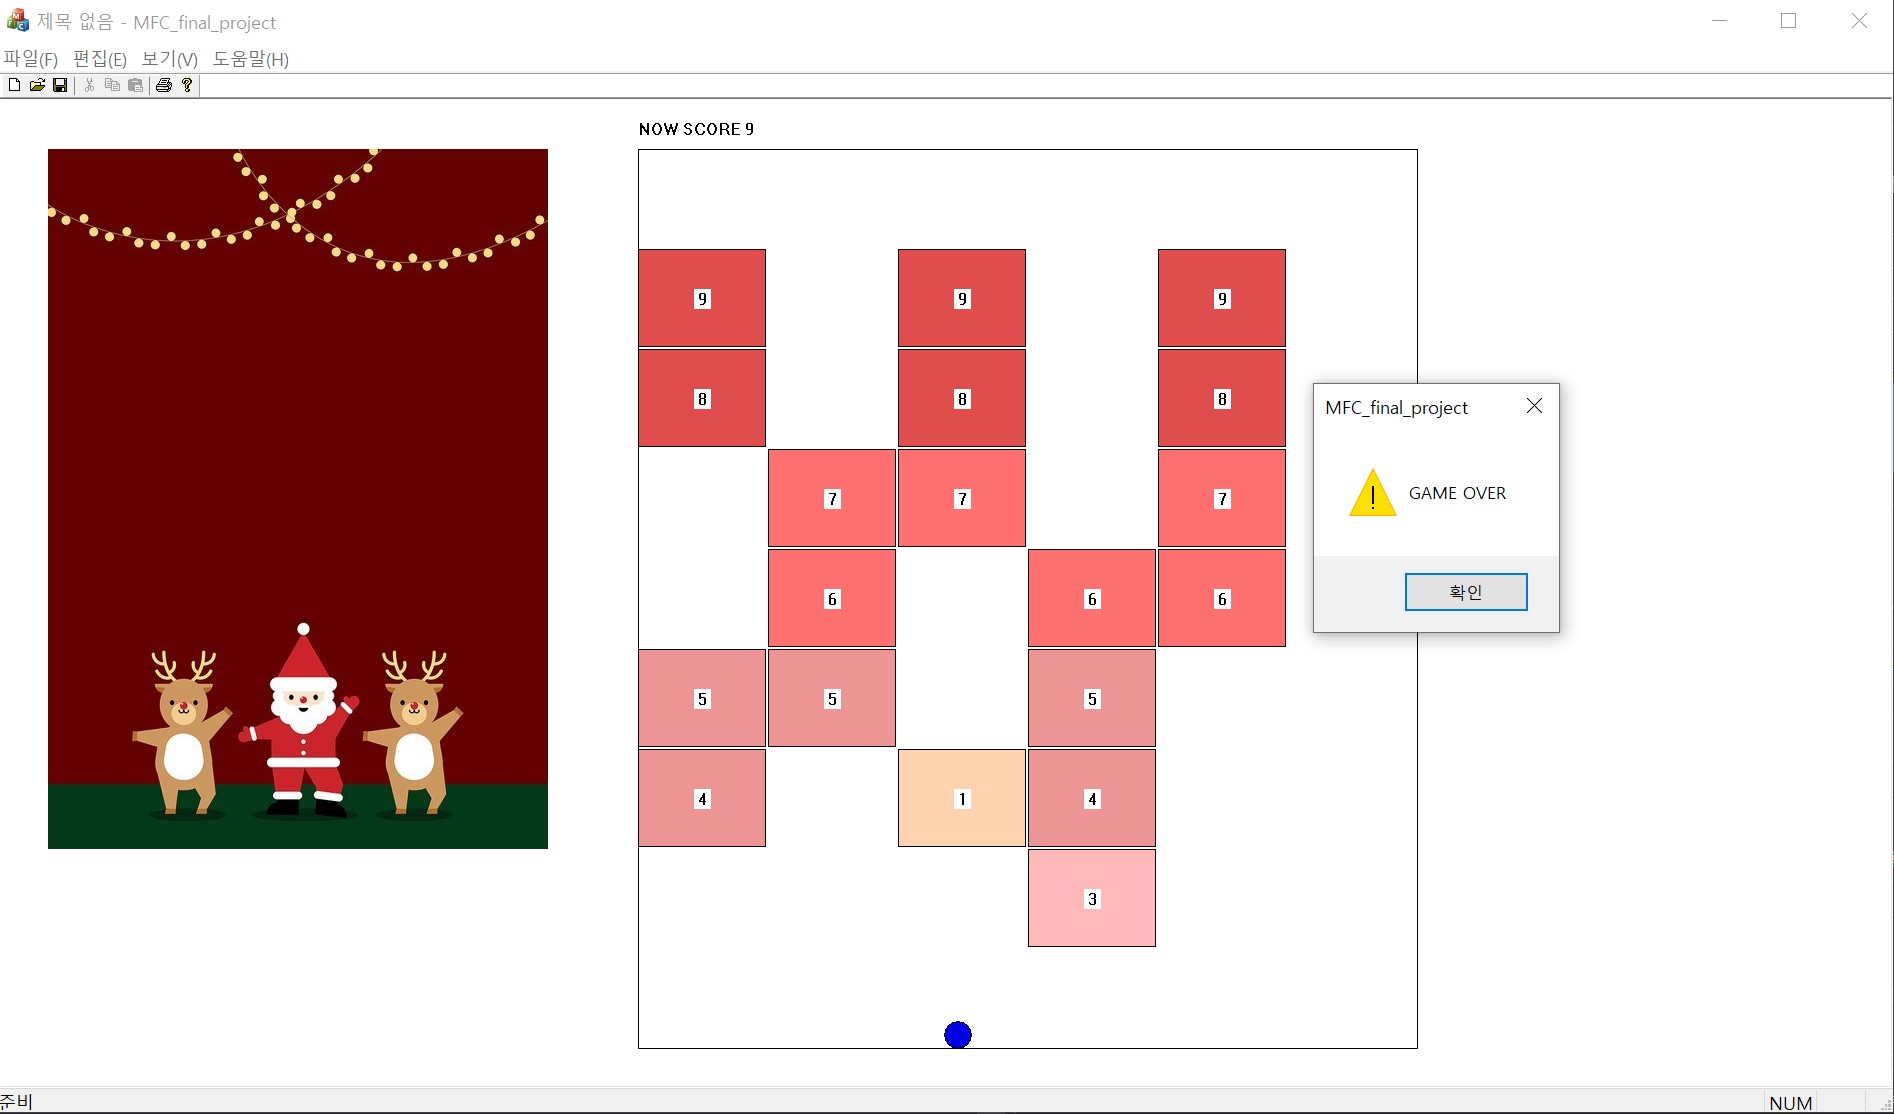 제목 없음 - MFC_final_project
파일(F) 편집(E) 보기(V) 도움말(H)
NOW SCORE 9
9 9 9
8 8 8
7 7 7
6 6 6
5 5 5
4 1 4
3
MFC_final_project
GAME OVER
확인
준비
NUM